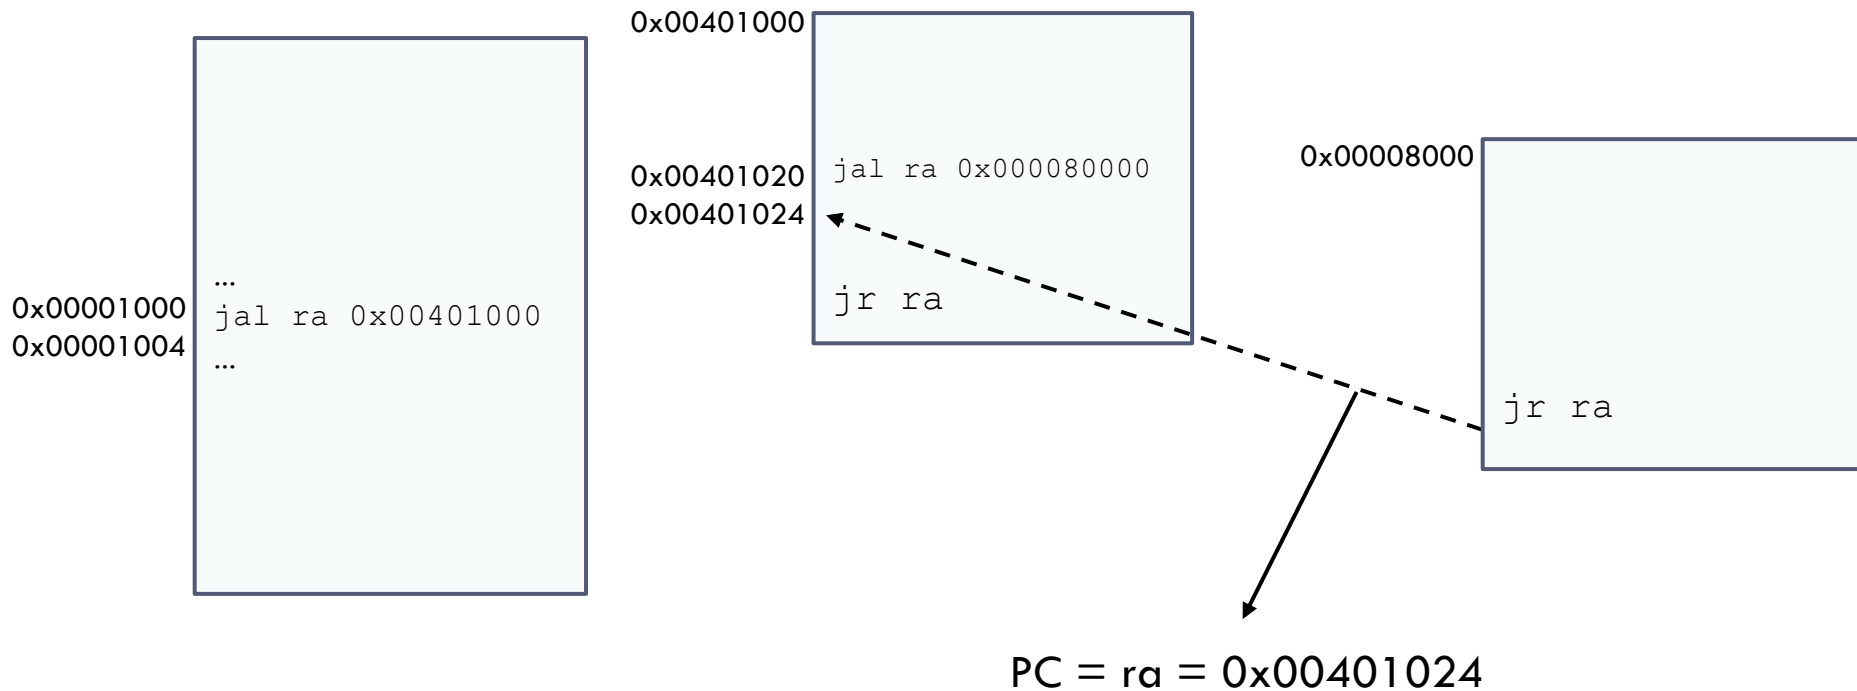 0x00001000
0x00001004
...
jal ra 0x00401000
...
0x00401000
0x00401020
0x00401024
jal ra 0x000080000
jr ra
0x00008000
jr ra
PC = ra = 0x00401024